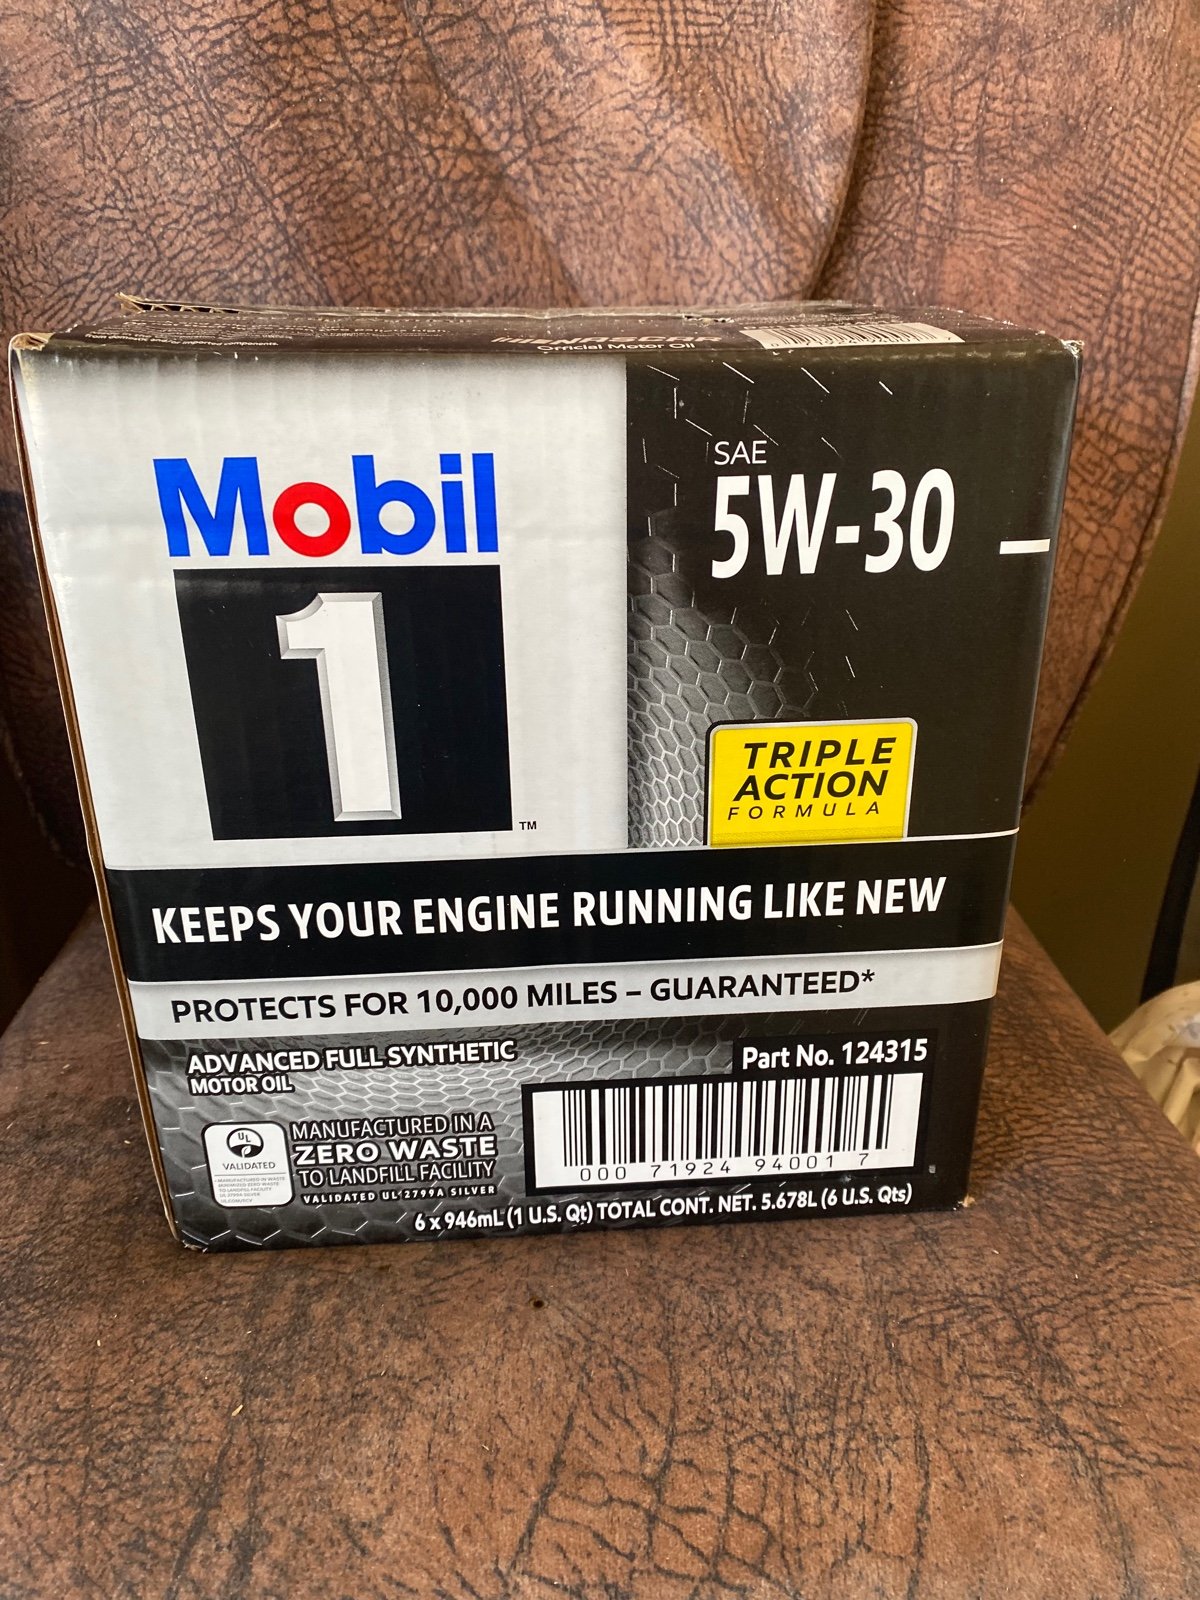 Official Motor Oil
Mobil
1
TM
SAE
5W-30
TRIPLE
ACTION
FORMULA
KEEPS YOUR ENGINE RUNNING LIKE NEW
PROTECTS FOR 10,000 MILES – GUARANTEED*
ADVANCED FULL SYNTHETIC
MOTOR OIL
Part No. 124315
UL
VALIDATED
MANUFACTURED IN A
ZERO WASTE
TO LANDFILL FACILITY
VALIDATED UL 2799A SILVER
000 71924 94001 7
6 x 946mL (1 U.S. Qt) TOTAL CONT. NET. 5.678L (6 U.S. Qts)